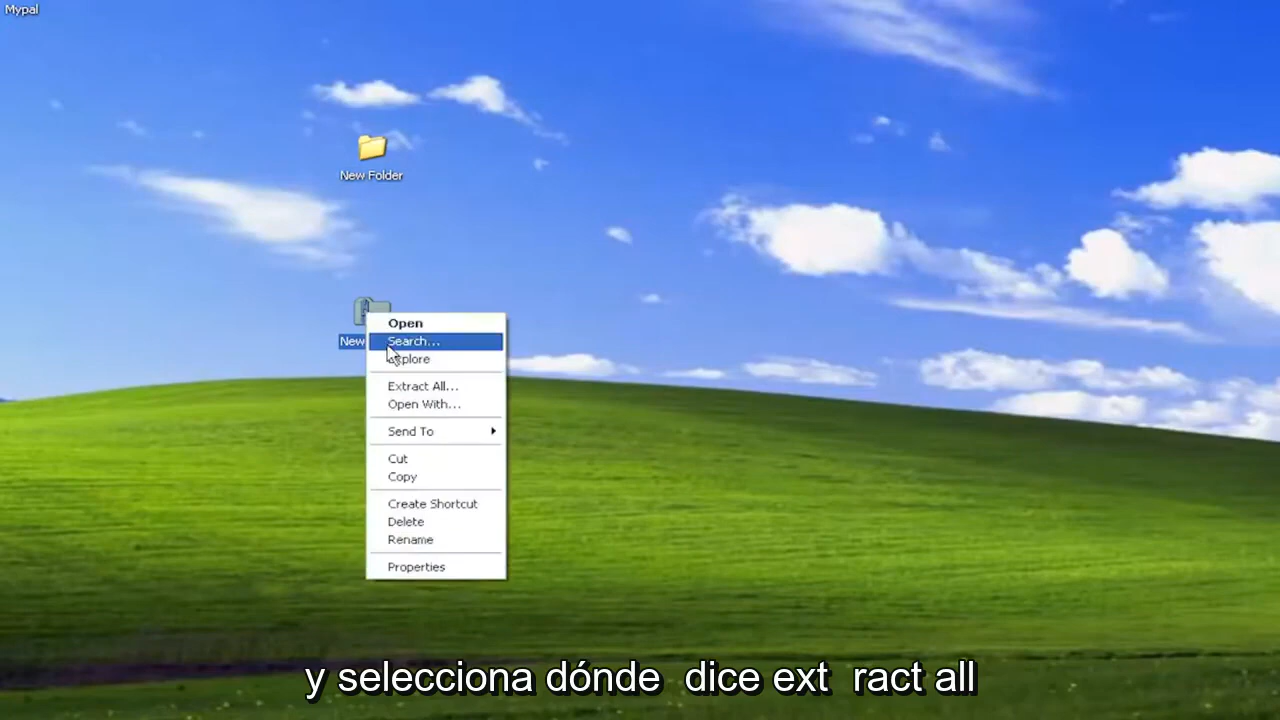 Mypal
New Folder
New
Open
Search...
Explore
Extract All...
Open With...
Send To
Cut
Copy
Create Shortcut
Delete
Rename
Properties
y selecciona dónde dice ext ract all